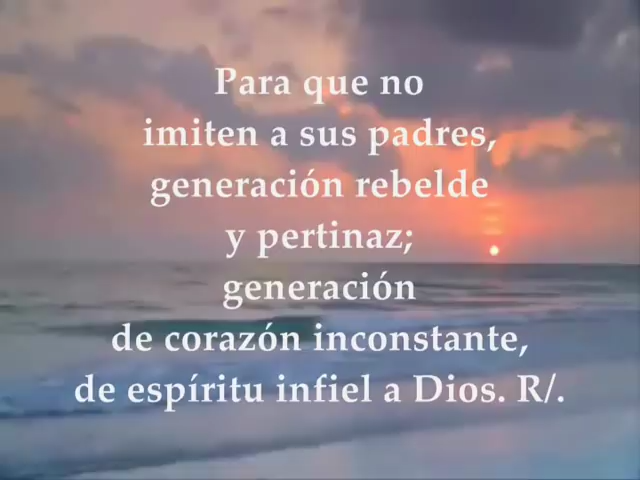 Para que no
imiten a sus padres,
generación rebelde
y pertinaz;
generación
de corazón inconstante,
de espíritu infiel a Dios. R/.